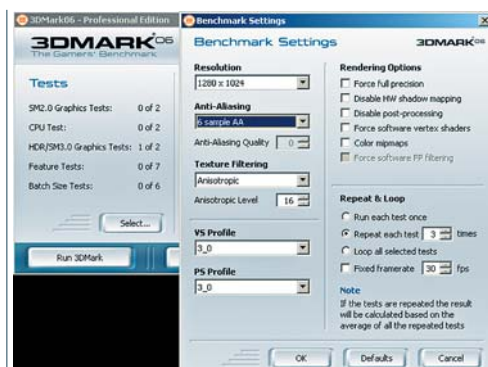 3DMark06 - Professional Edition
3DMARK06
The Gamers' Benchmark
Tests
SM2.0 Graphics Tests: 0 of 2
CPU Test: 0 of 2
HDR/SM3.0 Graphics Tests: 1 of 2
Feature Tests: 0 of 7
Batch Size Tests: 0 of 6
Select...
Run 3DMark
Benchmark Settings
Benchmark Settings
3DMARK06
Resolution
1280 x 1024
Anti-Aliasing
6 sample AA
Anti-Aliasing Quality 0
Texture Filtering
Anisotropic
Anisotropic Level 16
VS Profile
3_0
PS Profile
3_0
Rendering Options
Force full precision
Disable HW shadow mapping
Disable post-processing
Force software vertex shaders
Color mipmaps
Force software FP filtering
Repeat & Loop
Run each test once
Repeat each test 3 times
Loop all selected tests
Fixed framerate 30 fps
Note
If the tests are repeated the result
will be calculated based on the
average of all the repeated tests
OK
Defaults
Cancel